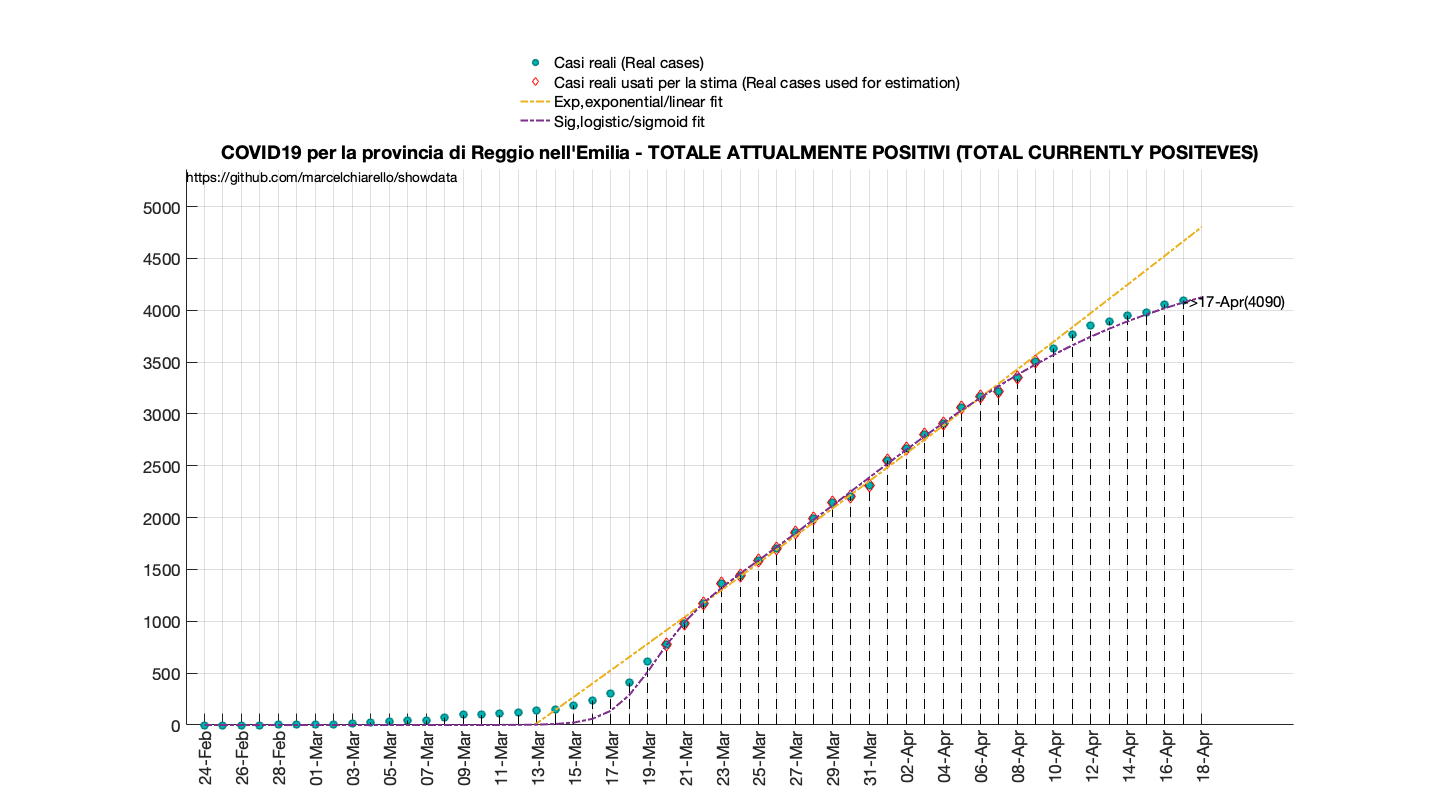 Casi reali (Real cases)
Casi reali usati per la stima (Real cases used for estimation)
Exp,exponential/linear fit
Sig,logistic/sigmoid fit
COVID19 per la provincia di Reggio nell'Emilia - TOTALE ATTUALMENTE POSITIVI (TOTAL CURRENTLY POSITEVES)
https://github.com/marcelchiarello/showdata
5000
4500
4000
3500
3000
2500
2000
1500
1000
500
0
->17-Apr(4090)
24-Feb
26-Feb
28-Feb
01-Mar
03-Mar
05-Mar
07-Mar
09-Mar
11-Mar
13-Mar
15-Mar
17-Mar
19-Mar
21-Mar
23-Mar
25-Mar
27-Mar
29-Mar
31-Mar
02-Apr
04-Apr
06-Apr
08-Apr
10-Apr
12-Apr
14-Apr
16-Apr
18-Apr